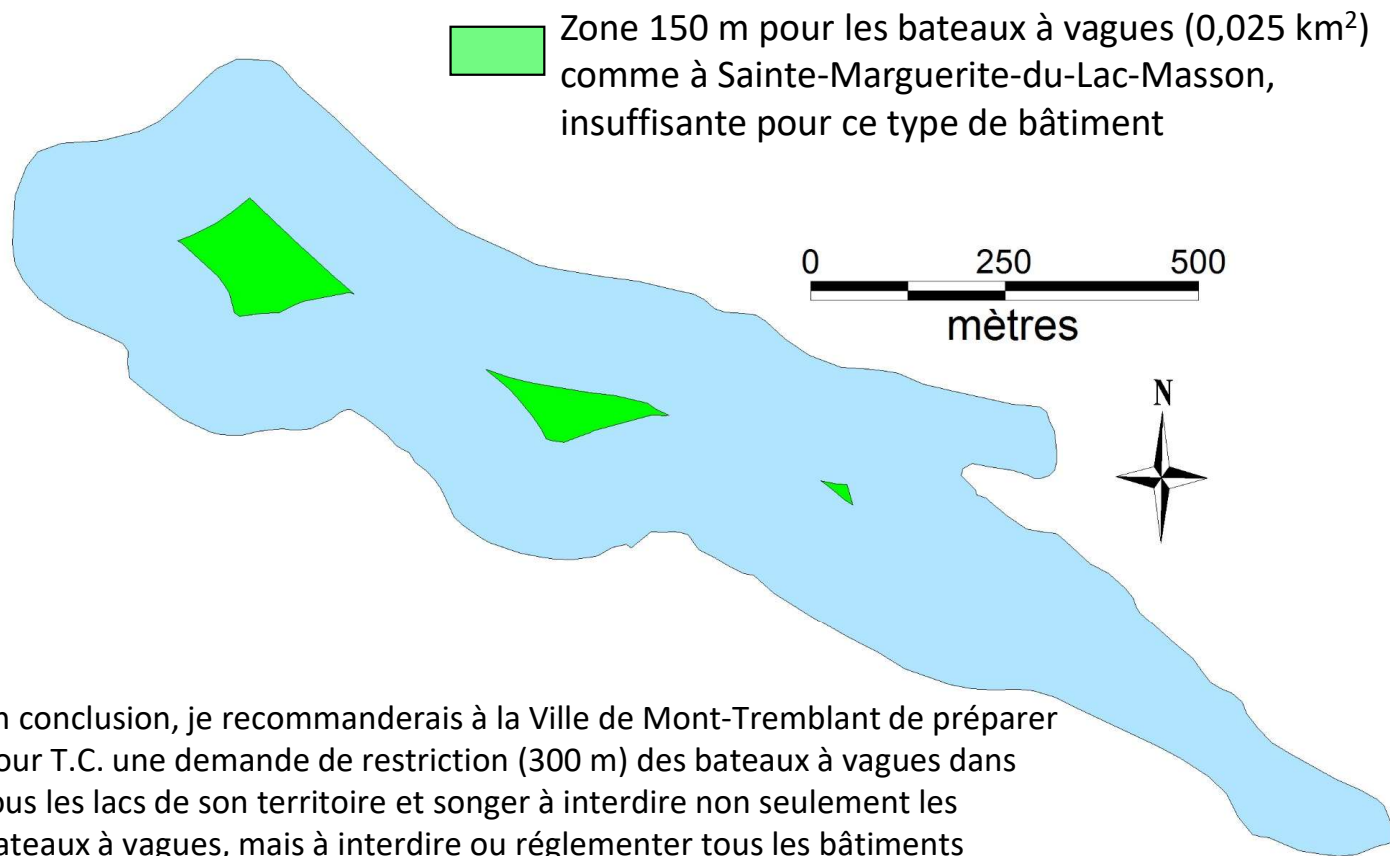 Zone 150 m pour les bateaux à vagues (0,025 km²)
comme à Sainte-Marguerite-du-Lac-Masson,
insuffisante pour ce type de bâtiment
0 250 500
mètres
N
n conclusion, je recommanderais à la Ville de Mont-Tremblant de préparer
our T.C. une demande de restriction (300 m) des bateaux à vagues dans
ous les lacs de son territoire et songer à interdire non seulement les
ateaux à vagues, mais à interdire ou réglementer tous les bâtiments